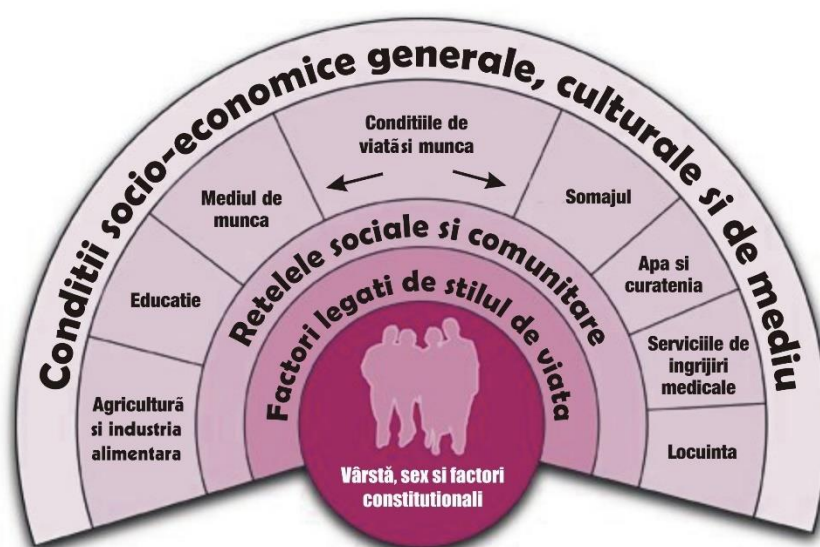 Conditii socio-economice generale, culturale si de mediu
Conditiile de
viatãsi munca
Mediul de
munca
Somajul
Educatie
Apa si
curatenia
Agriculturã
si industria
alimentara
Serviciile de
ingrijiri
medicale
Locuinta
Retelele sociale si comunitare
Factori legati de stilul de viata
Vârstă, sex si factori
constitutionali